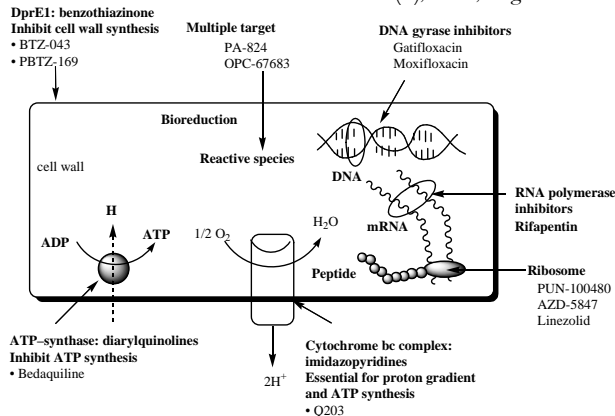 DprE1: benzothiazinone
Inhibit cell wall synthesis
• BTZ-043
• PBTZ-169
Multiple target
PA-824
OPC-67683
DNA gyrase inhibitors
Gatifloxacin
Moxifloxacin
Bioreduction
Reactive species
cell wall
DNA
mRNA
RNA polymerase
inhibitors
Rifapentin
H
ADP
ATP
1/2 O2
H2O
Peptide
Ribosome
PUN-100480
AZD-5847
Linezolid
ATP–synthase: diarylquinolines
Inhibit ATP synthesis
• Bedaquiline
2H+
Cytochrome bc complex:
imidazopyridines
Essential for proton gradient
and ATP synthesis
• Q203